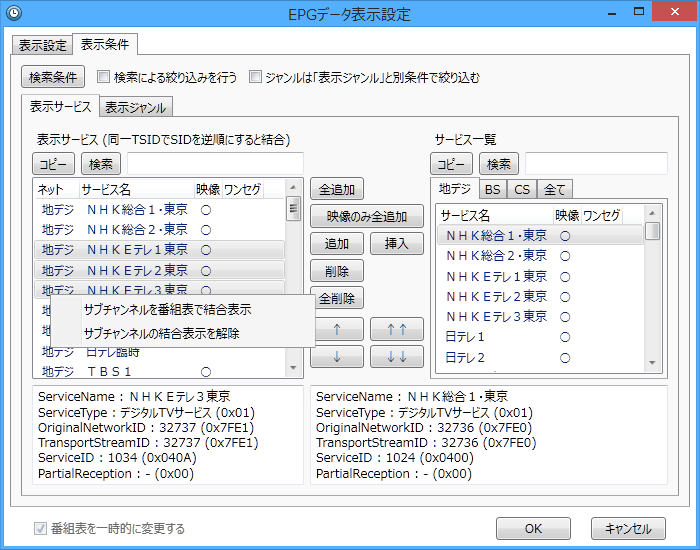 EPGデータ表示設定
表示設定 表示条件
検索条件 検索による絞り込みを行う ジャンルは「表示ジャンル」と別条件で絞り込む
表示サービス 表示ジャンル
表示サービス (同一TSIDでSIDを逆順にすると結合)
コピー 検索
ネット サービス名 映像 ワンセグ
地デジ ＮＨＫ総合１・東京 ○
地デジ ＮＨＫ総合２・東京 ○
地デジ ＮＨＫＥテレ１東京 ○
地デジ ＮＨＫＥテレ２東京 ○
地デジ ＮＨＫＥテレ３東京 ○
サブチャンネルを番組表で結合表示
サブチャンネルの結合表示を解除
地デジ 日テレ臨時
地デジ ＴＢＳ１ ○
全追加
映像のみ全追加
追加 挿入
削除
全削除
↑ ↑↑
↓ ↓↓
サービス一覧
コピー 検索
地デジ BS CS 全て
サービス名 映像 ワンセグ
ＮＨＫ総合１・東京 ○
ＮＨＫ総合２・東京 ○
ＮＨＫＥテレ１東京 ○
ＮＨＫＥテレ２東京 ○
ＮＨＫＥテレ３東京 ○
日テレ１ ○
日テレ２ ○
ServiceName : ＮＨＫＥテレ３東京
ServiceType : デジタルTVサービス (0x01)
OriginalNetworkID : 32737 (0x7FE1)
TransportStreamID : 32737 (0x7FE1)
ServiceID : 1034 (0x040A)
PartialReception : - (0x00)
ServiceName : ＮＨＫ総合１・東京
ServiceType : デジタルTVサービス (0x01)
OriginalNetworkID : 32736 (0x7FE0)
TransportStreamID : 32736 (0x7FE0)
ServiceID : 1024 (0x0400)
PartialReception : - (0x00)
番組表を一時的に変更する OK キャンセル